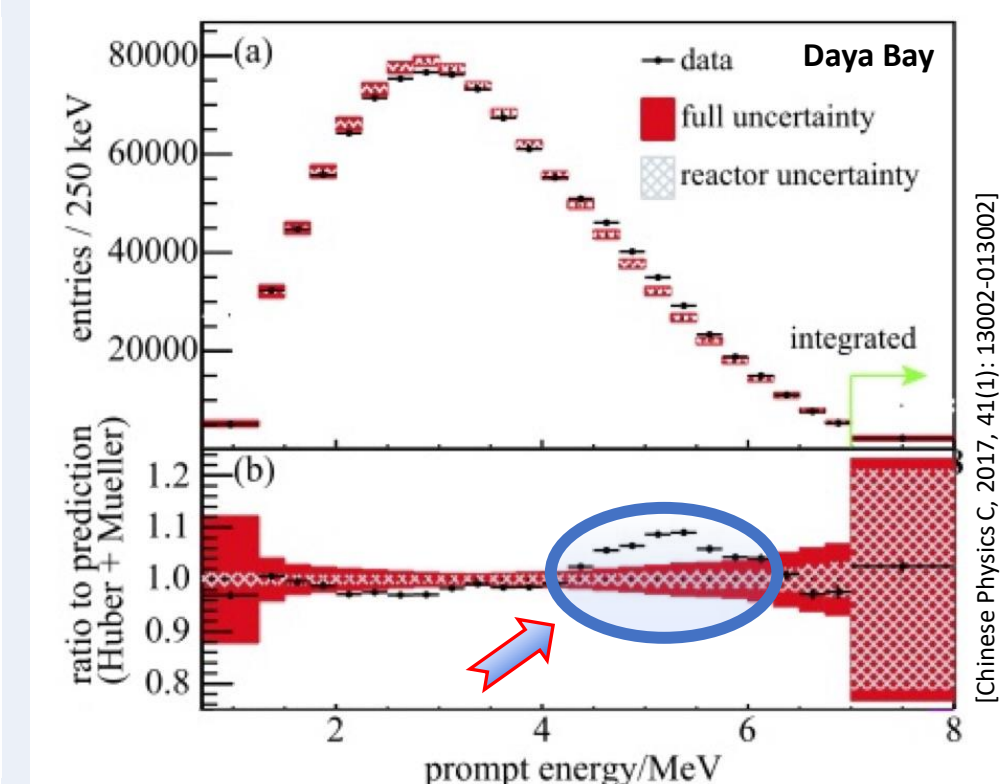 (a)
Daya Bay
data
full uncertainty
reactor uncertainty
integrated
80000
60000
40000
20000
entries / 250 keV
(b)
1.2
1.1
1.0
0.9
0.8
ratio to prediction
(Huber + Mueller)
2 4 6 8
prompt energy/MeV
[Chinese Physics C, 2017, 41(1): 13002-013002]